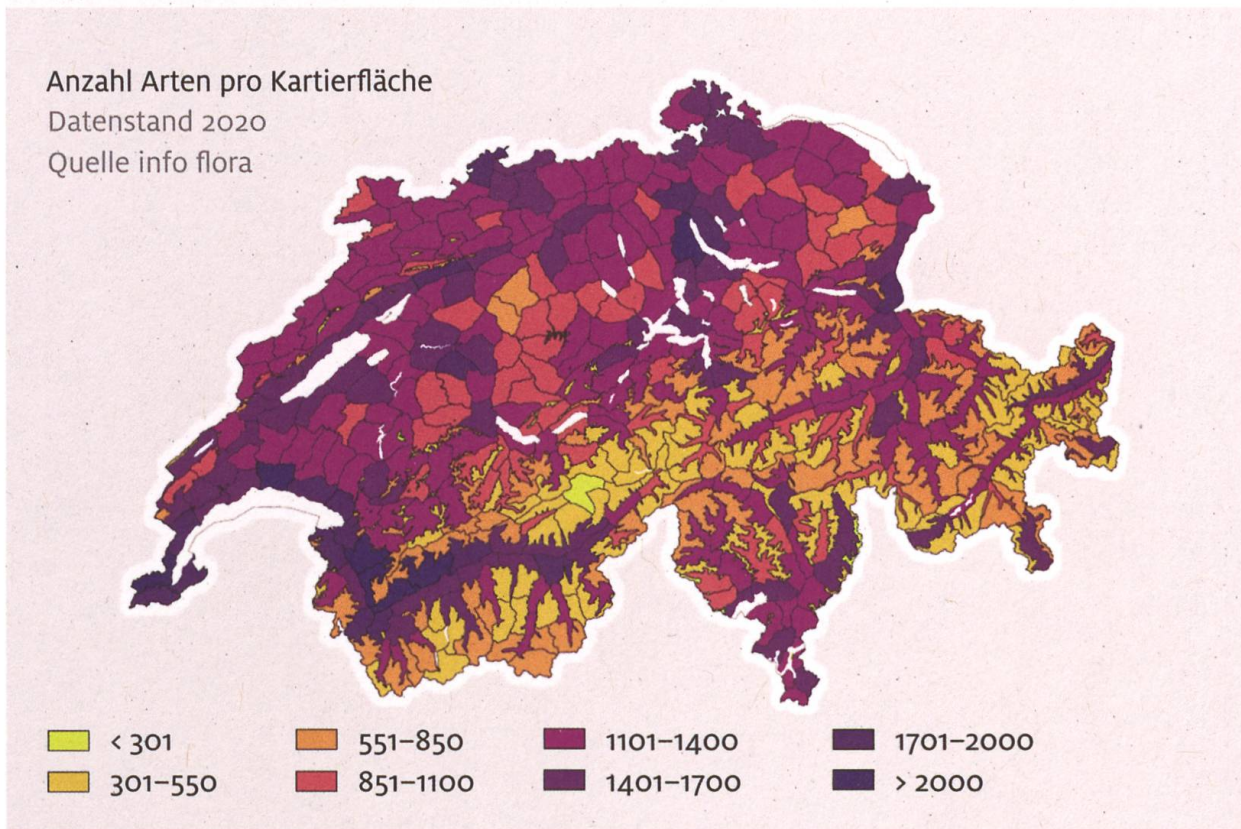 Anzahl Arten pro Kartierfläche
Datenstand 2020
Quelle info flora
< 301
551–850
1101–1400
1701–2000
301–550
851–1100
1401–1700
> 2000